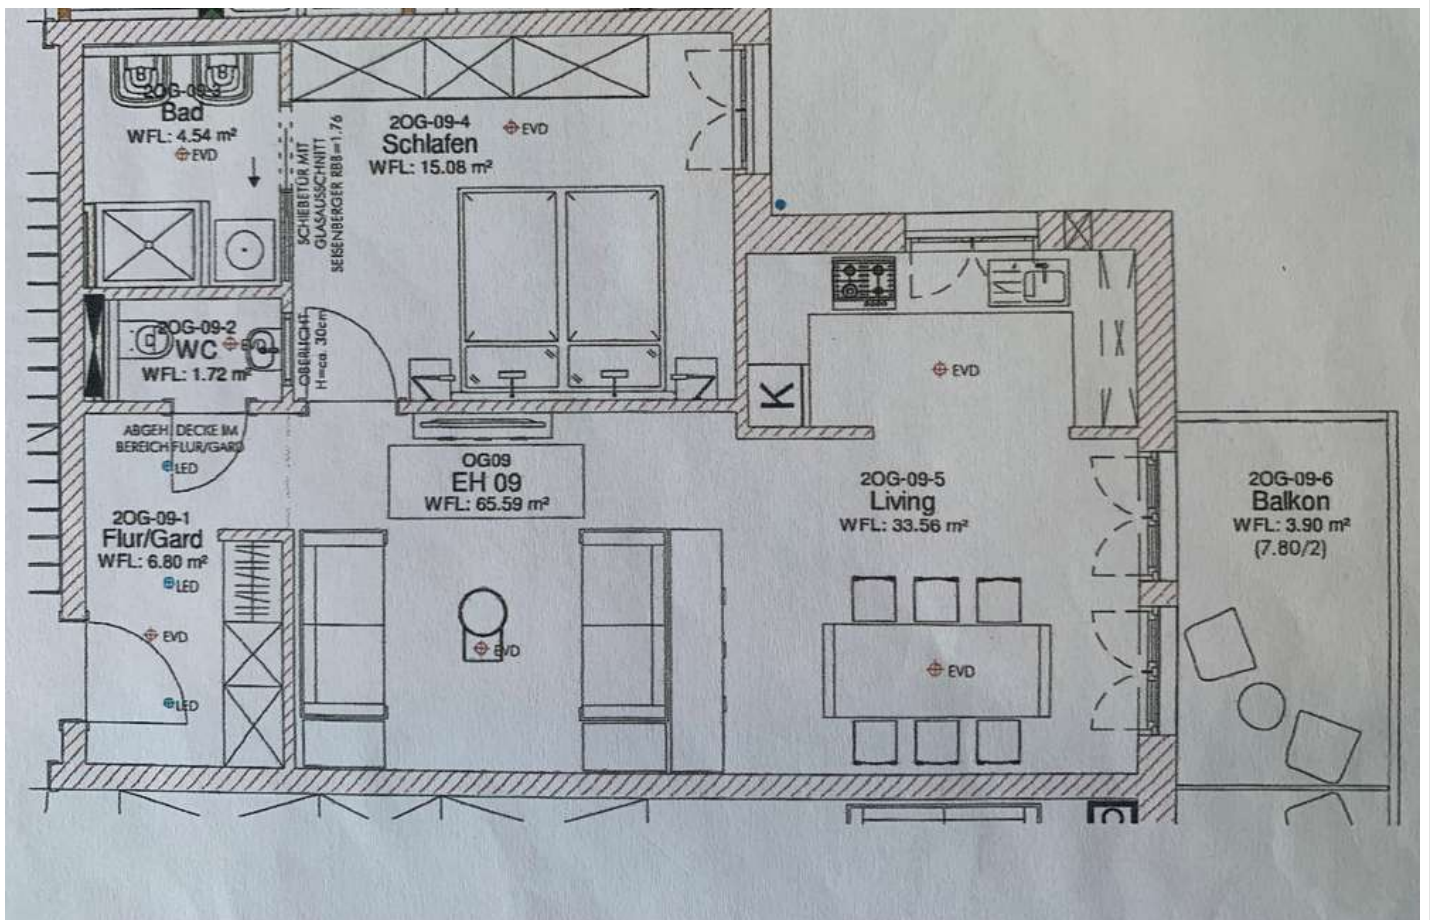 2OG-09-3
Bad
WFL: 4.54 m²
EVD
2OG-09-4
Schlafen
WFL: 15.08 m²
EVD
SCHIEBETÜR MIT
GLASAUSSCHNITT
SEISENBERGER RBB=1.76
2OG-09-2
WC
WFL: 1.72 m²
OBERLICHT
H=ca. 30cm
K
EVD
ABGEH DECKE IM
BEREICH FLUR/GARD
LED
OG09
EH 09
WFL: 65.59 m²
2OG-09-5
Living
WFL: 33.56 m²
2OG-09-6
Balkon
WFL: 3.90 m²
(7.80/2)
2OG-09-1
Flur/Gard
WFL: 6.80 m²
LED
EVD
EVD
EVD
LED